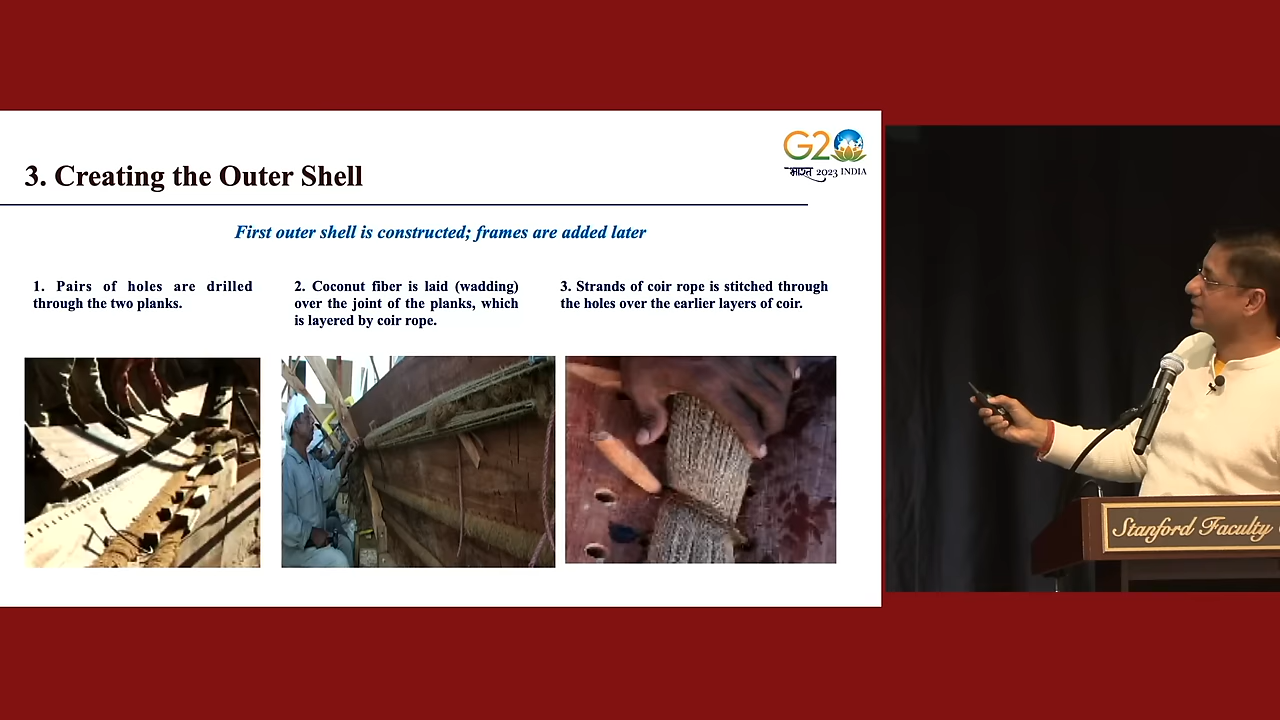 3. Creating the Outer Shell
G20
भारत 2023 INDIA
First outer shell is constructed; frames are added later
1. Pairs of holes are drilled
through the two planks.
2. Coconut fiber is laid (wadding)
over the joint of the planks, which
is layered by coir rope.
3. Strands of coir rope is stitched through
the holes over the earlier layers of coir.
Stanford Faculty